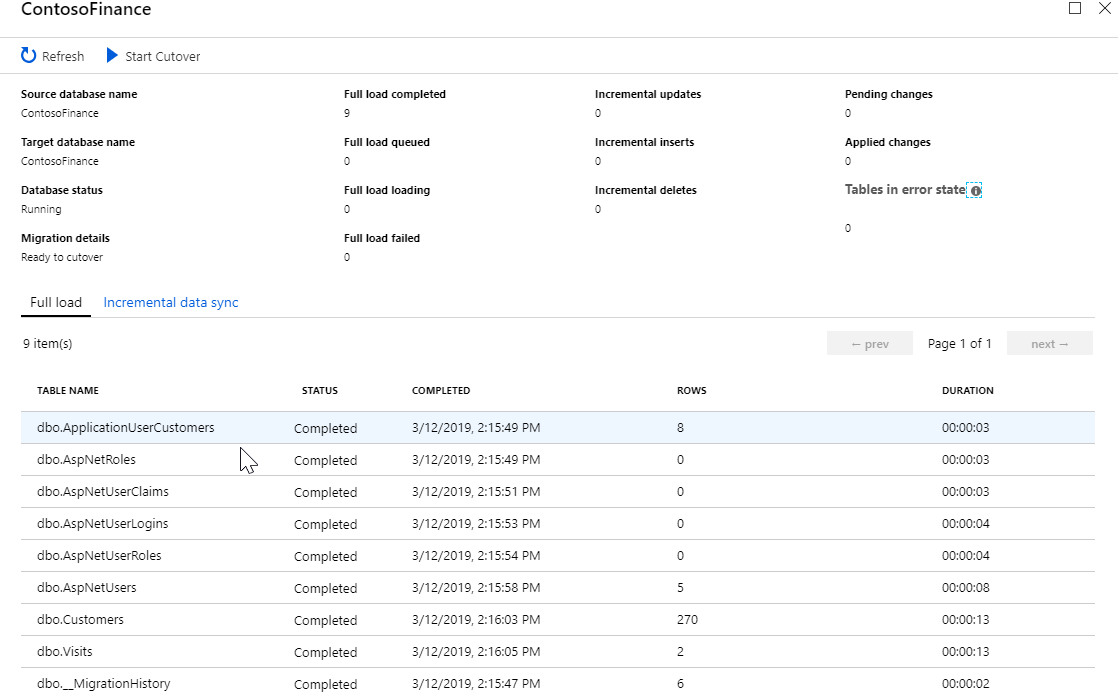 ContosoFinance
Refresh Start Cutover
Source database name Full load completed Incremental updates Pending changes
ContosoFinance 9 0 0
Target database name Full load queued Incremental inserts Applied changes
ContosoFinance 0 0 0
Database status Full load loading Incremental deletes Tables in error state
Running 0 0
Migration details Full load failed 0
Ready to cutover 0
Full load Incremental data sync
9 item(s) ← prev Page 1 of 1 next →
TABLE NAME STATUS COMPLETED ROWS DURATION
dbo.ApplicationUserCustomers Completed 3/12/2019, 2:15:49 PM 8 00:00:03
dbo.AspNetRoles Completed 3/12/2019, 2:15:49 PM 0 00:00:03
dbo.AspNetUserClaims Completed 3/12/2019, 2:15:51 PM 0 00:00:03
dbo.AspNetUserLogins Completed 3/12/2019, 2:15:53 PM 0 00:00:04
dbo.AspNetUserRoles Completed 3/12/2019, 2:15:54 PM 0 00:00:04
dbo.AspNetUsers Completed 3/12/2019, 2:15:58 PM 5 00:00:08
dbo.Customers Completed 3/12/2019, 2:16:03 PM 270 00:00:13
dbo.Visits Completed 3/12/2019, 2:16:05 PM 2 00:00:13
dbo.__MigrationHistory Completed 3/12/2019, 2:15:47 PM 6 00:00:02